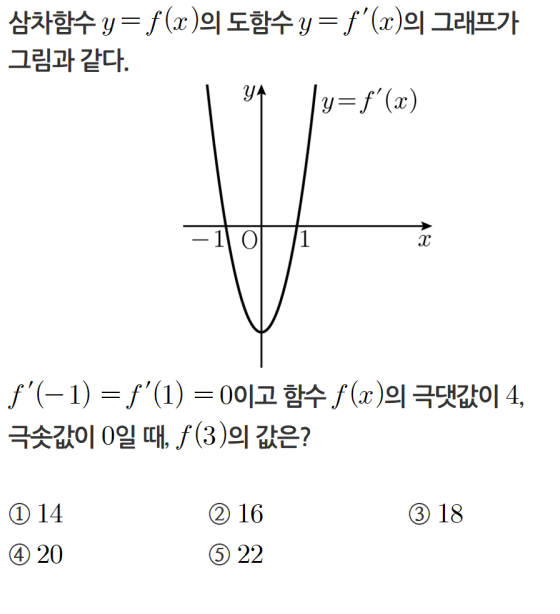 삼차함수 y=f(x)의 도함수 y=f′(x)의 그래프가
그림과 같다.
y
y=f′(x)
−1 O 1 x
f′(−1)=f′(1)=0이고 함수 f(x)의 극댓값이 4,
극솟값이 0일 때, f(3)의 값은?
① 14 ② 16 ③ 18
④ 20 ⑤ 22